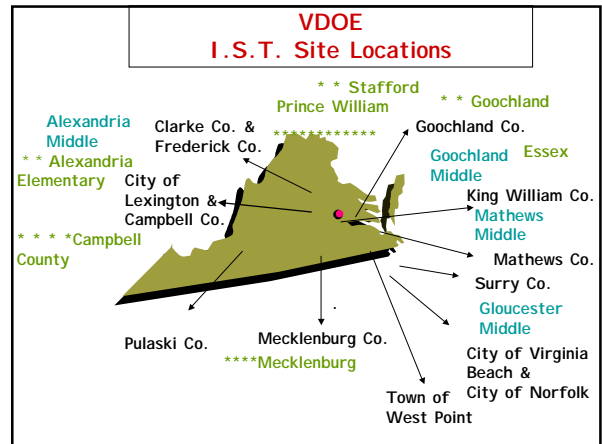 VDOE
I.S.T. Site Locations
* * Stafford
Prince William
************
* * Goochland
Goochland Co.
Alexandria
Middle
* * Alexandria
Elementary
Clarke Co. &
Frederick Co.
Goochland
Middle
Essex
City of
Lexington &
Campbell Co.
King William Co.
Mathews
Middle
* * * *Campbell
County
Mathews Co.
Surry Co.
Gloucester
Middle
Pulaski Co.
Mecklenburg Co.
****Mecklenburg
.
City of Virginia
Beach &
City of Norfolk
Town of
West Point